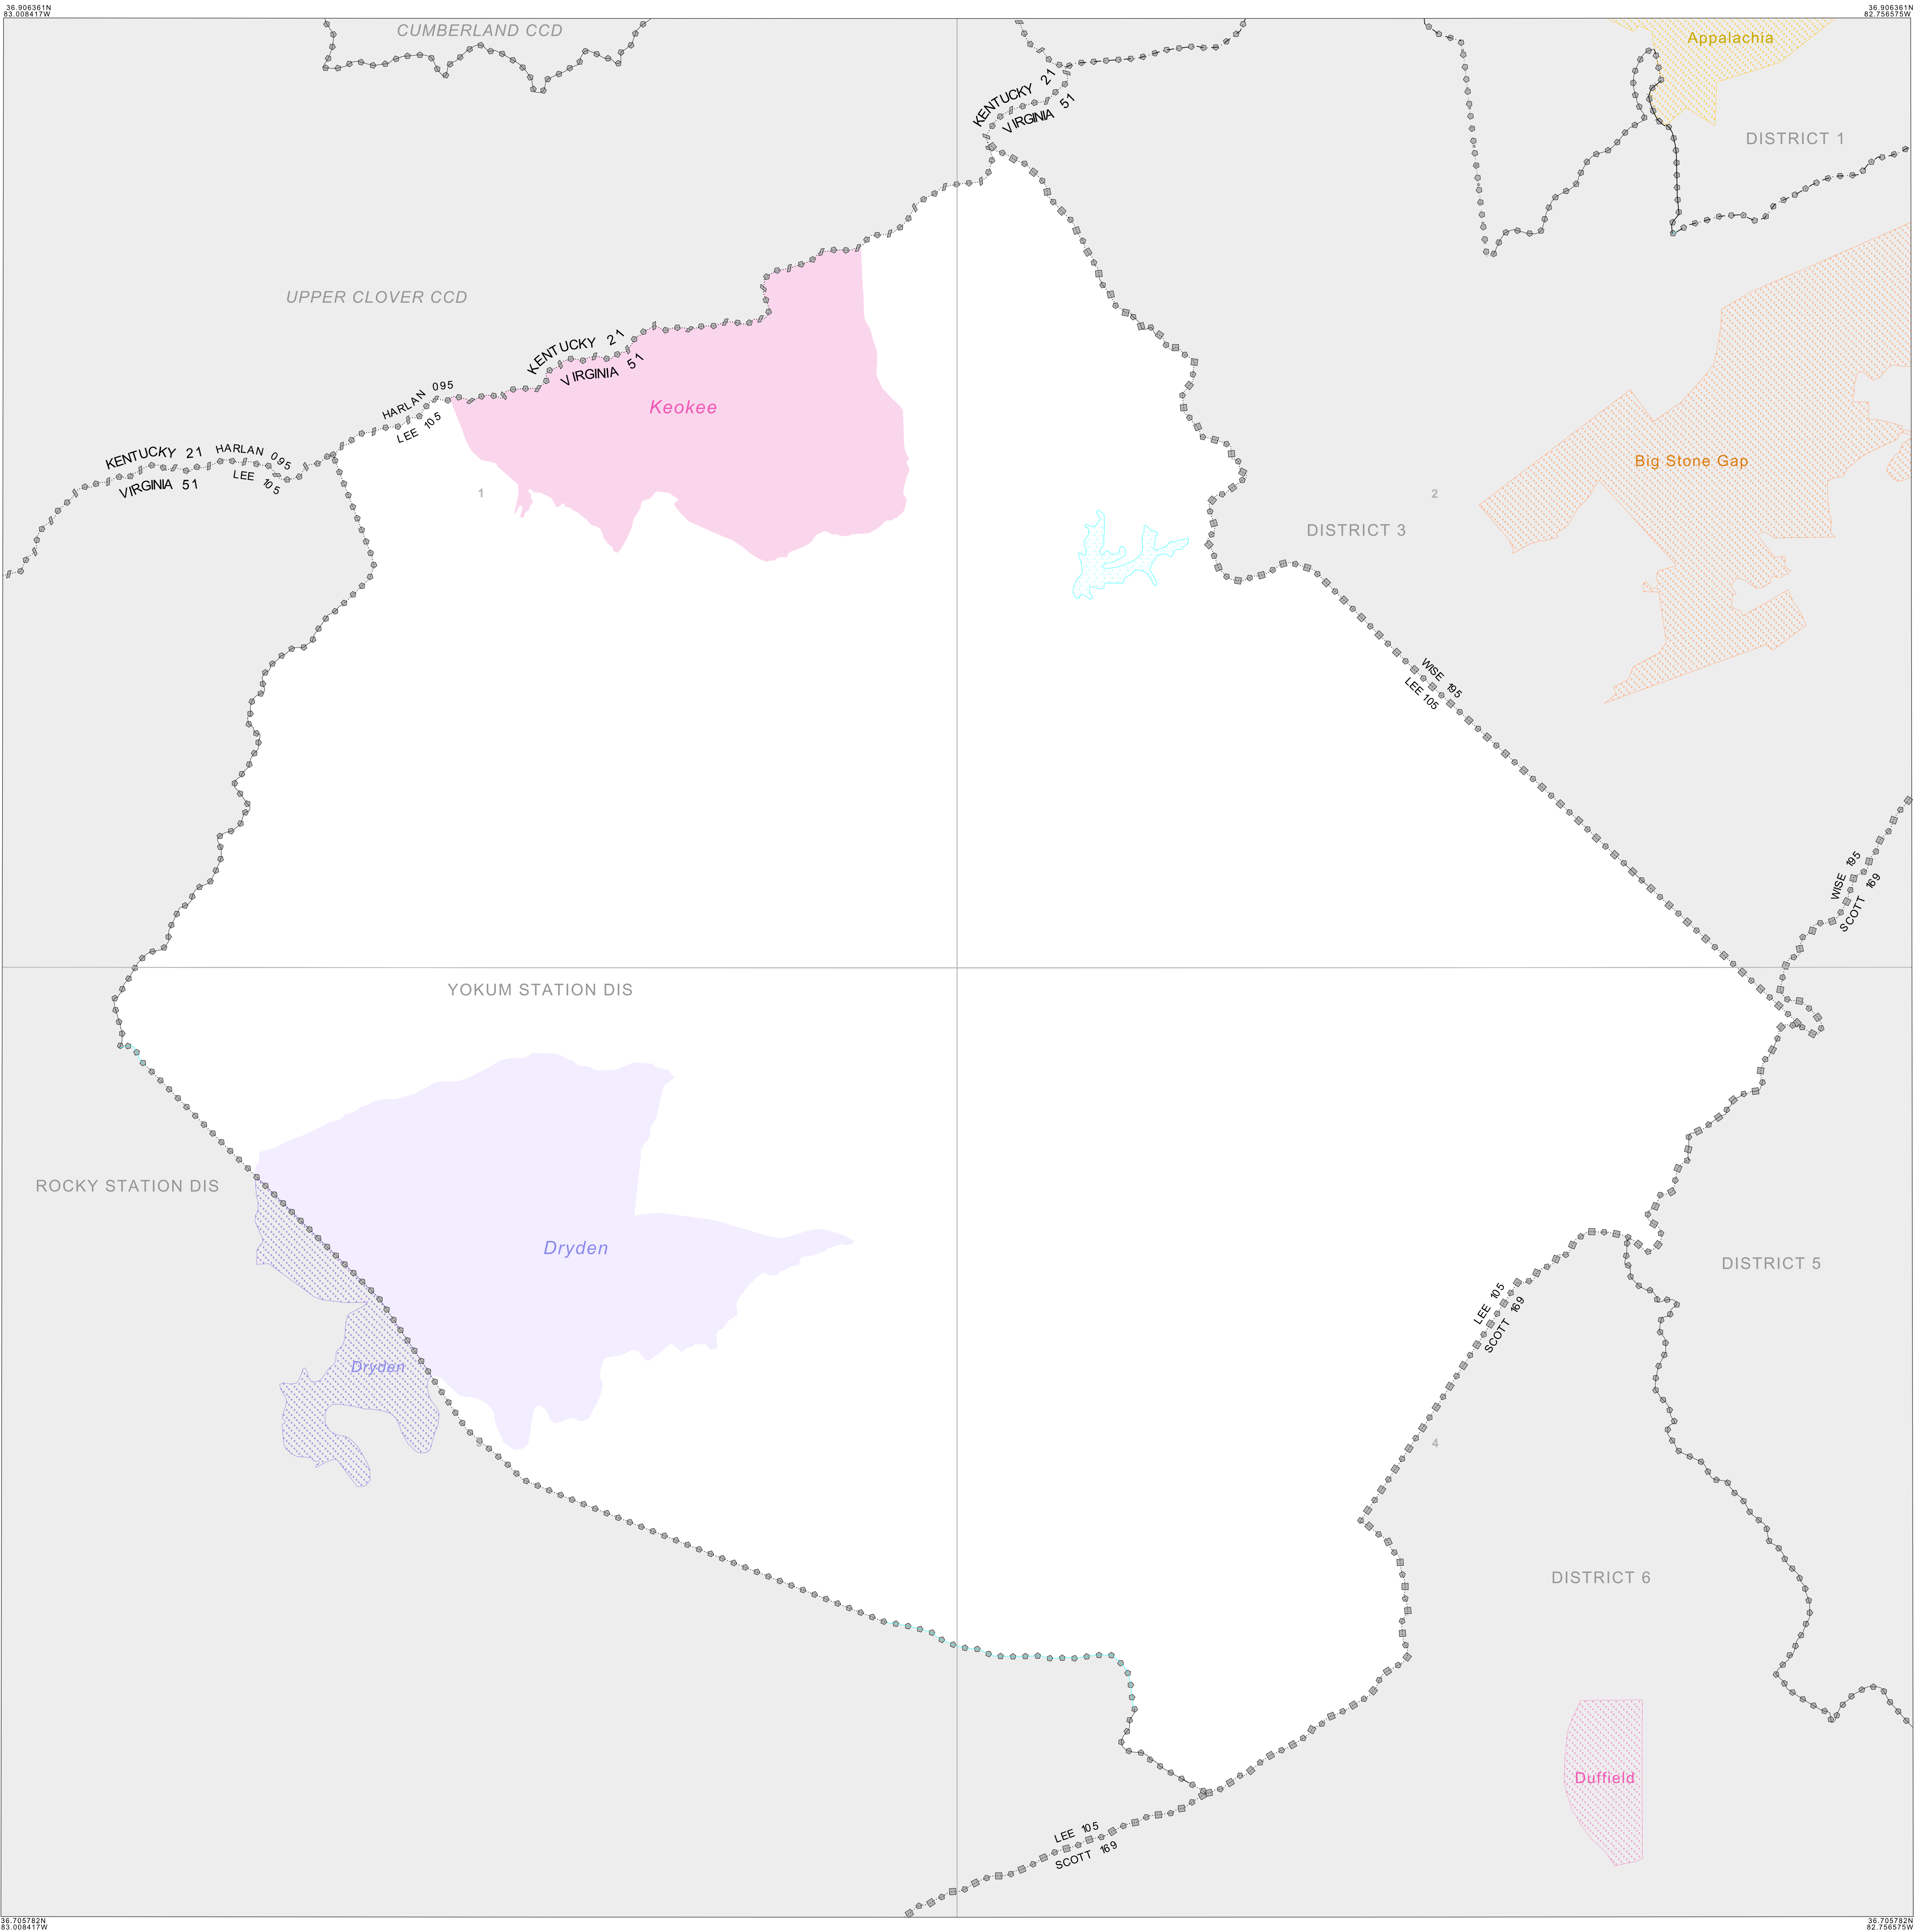 36.906361N
83.008417W
36.906361N
82.756575W
CUMBERLAND CCD
Appalachia
KENTUCKY 21
VIRGINIA 51
DISTRICT 1
UPPER CLOVER CCD
KENTUCKY 21
VIRGINIA 51
HARLAN 095
LEE 105
Keokee
KENTUCKY 21
HARLAN 095
VIRGINIA 51
LEE 105
Big Stone Gap
1
2
DISTRICT 3
WISE 195
LEE 105
WISE 195
SCOTT 169
YOKUM STATION DIS
ROCKY STATION DIS
Dryden
DISTRICT 5
LEE 105
SCOTT 169
Dryden
4
DISTRICT 6
Duffield
LEE 105
SCOTT 169
36.705782N
83.008417W
36.705782N
82.756575W